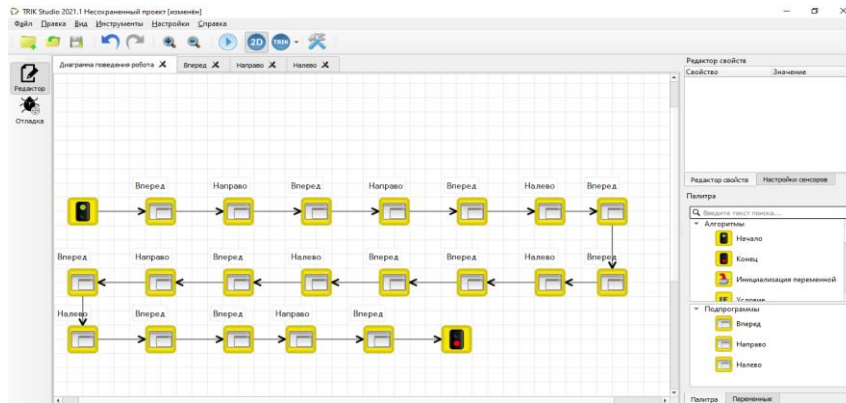 TRIK Studio 2021.1 Несохраненный проект [изменён]
Файл Правка Вид Инструменты Настройки Справка
2D TRIK
Диаграмма поведения робота Вперед Направо Налево
Редактор
Отладка
Вперед Направо Вперед Направо Вперед Налево Вперед
Вперед Направо Вперед Налево Вперед Вперед Налево Вперед
Налево Вперед Вперед Направо Вперед
Редактор свойств
Свойство Значение
Редактор свойств Настройки сенсоров
Палитра
Введите текст поиска...
Алгоритмы
Начало
Конец
Инициализация переменной
IF Условие
Подпрограммы
Вперед
Направо
Налево
Палитра Переменные